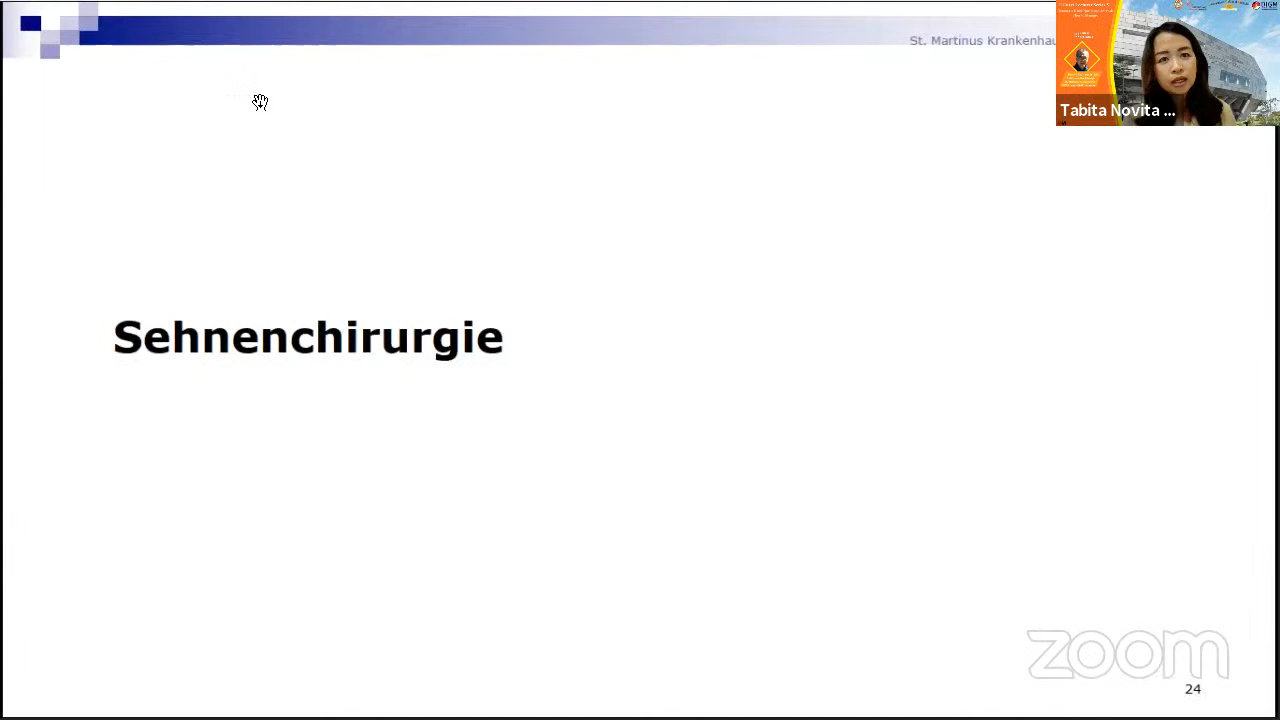 St. Martinus Krankenhau
Tabita Novita ...
Sehnenchirurgie
zoom
24